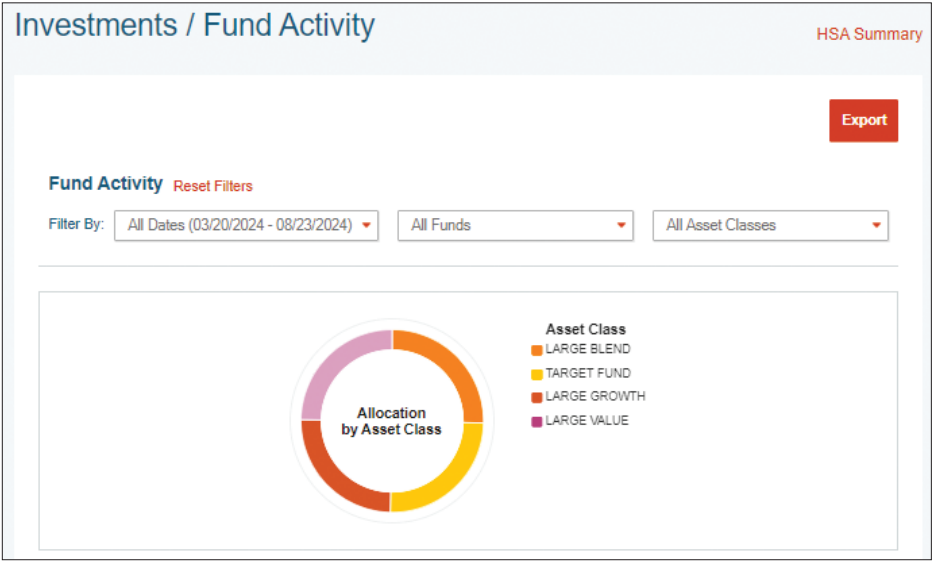 Investments / Fund Activity
HSA Summary
Export
Fund Activity Reset Filters
Filter By: All Dates (03/20/2024 - 08/23/2024) All Funds All Asset Classes
Allocation
by Asset Class
Asset Class
LARGE BLEND
TARGET FUND
LARGE GROWTH
LARGE VALUE